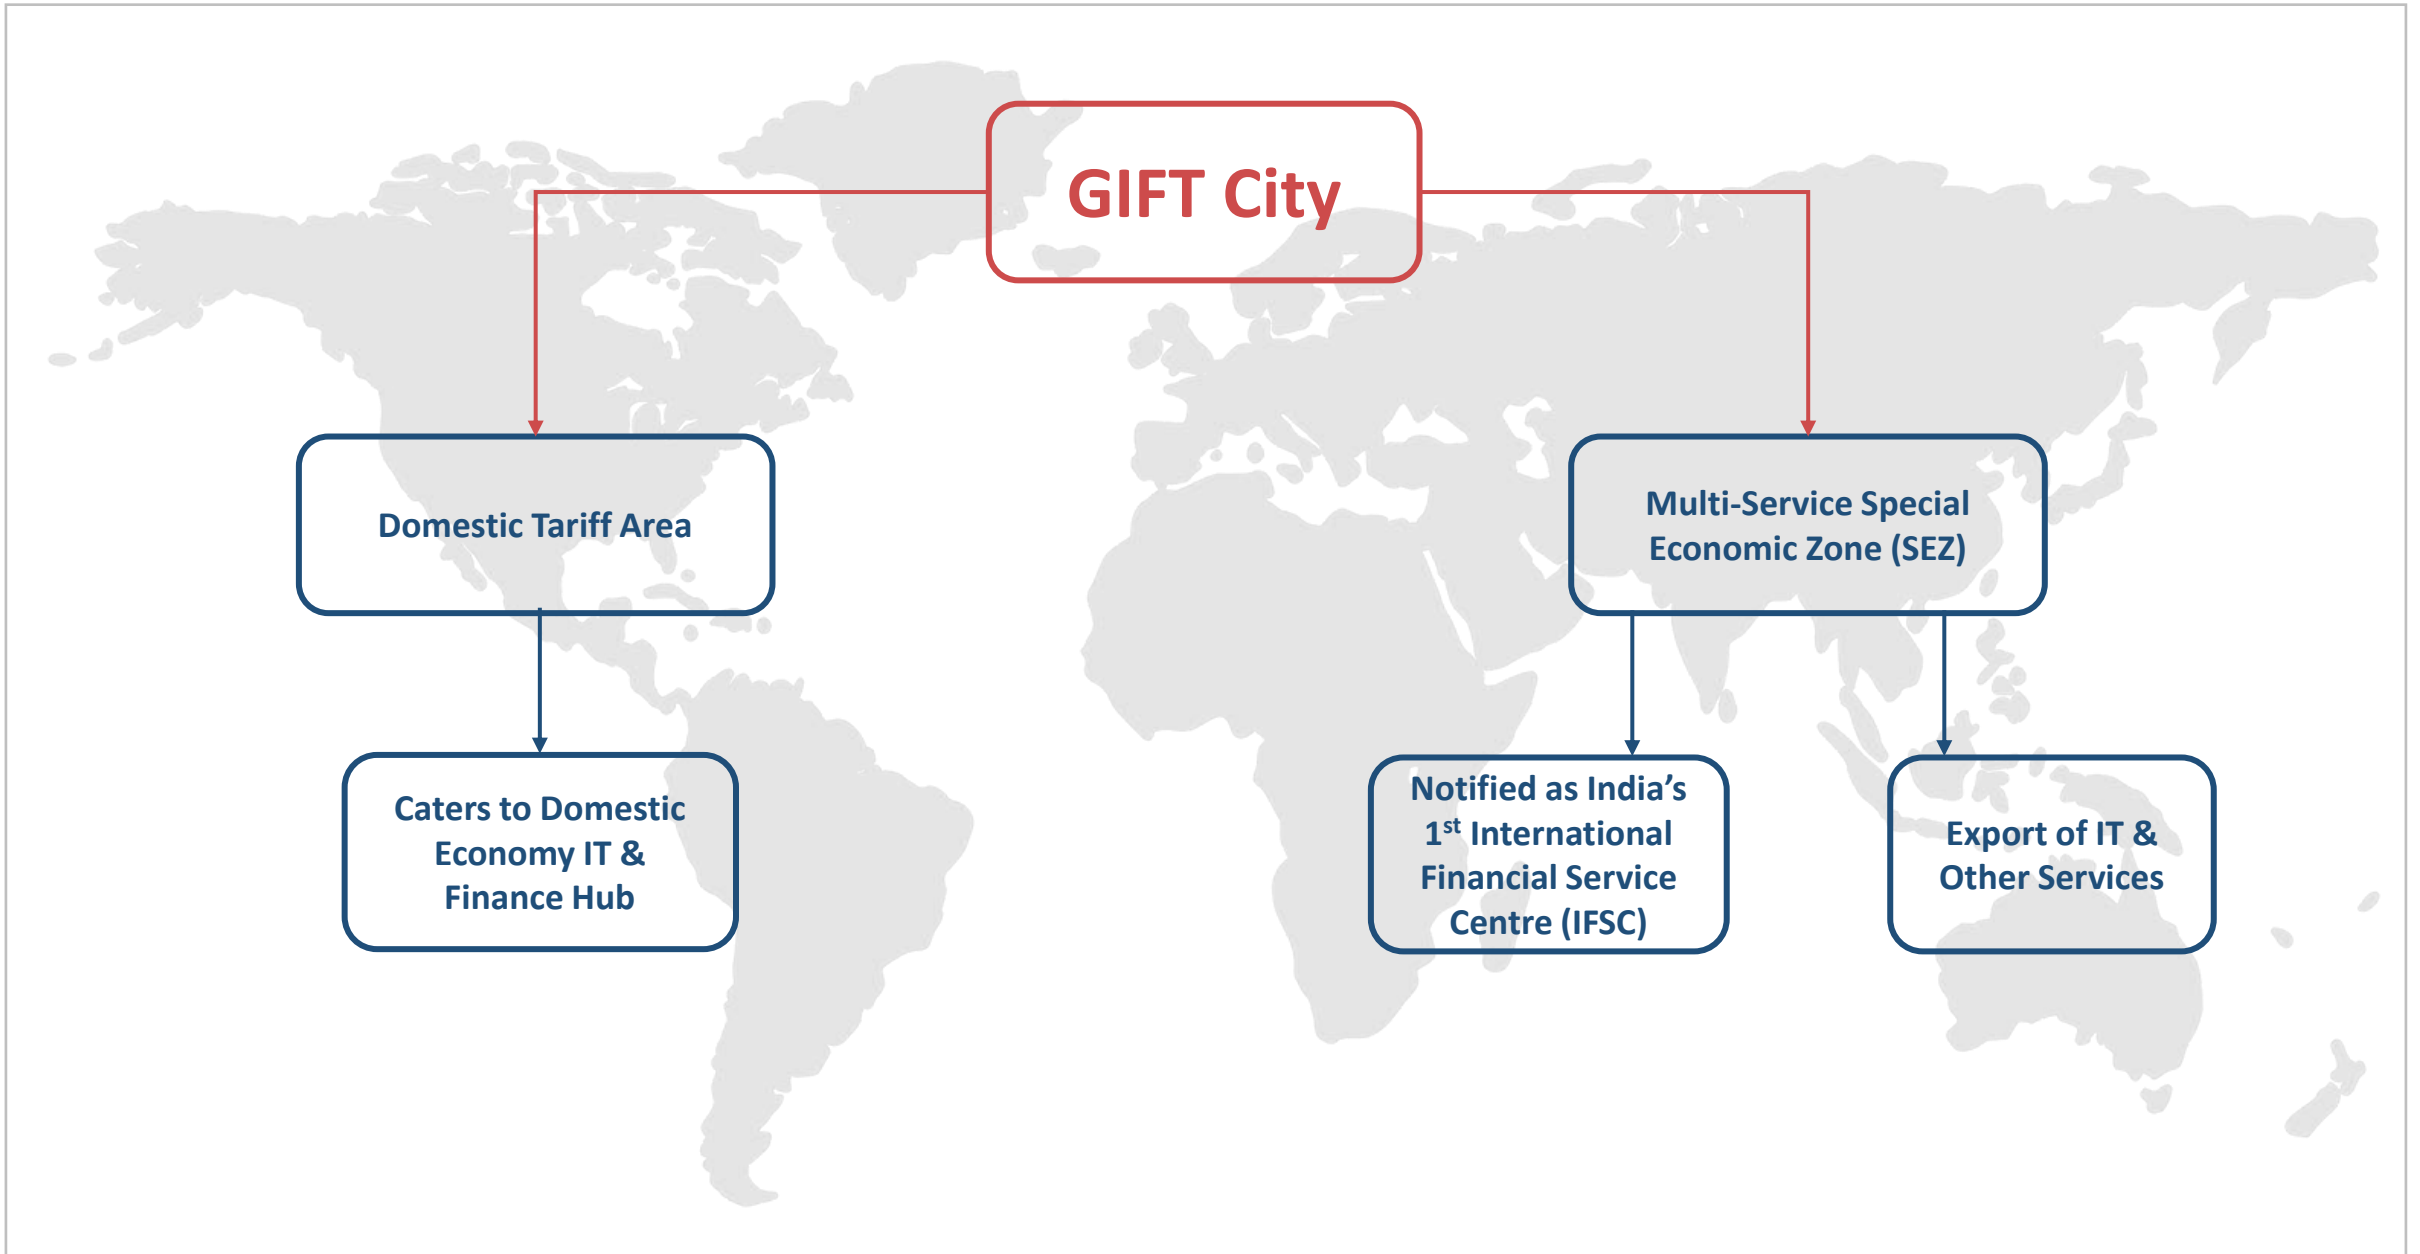 GIFT City
Domestic Tariff Area
Multi-Service Special
Economic Zone (SEZ)
Caters to Domestic
Economy IT &
Finance Hub
Notified as India’s
1st International
Financial Service
Centre (IFSC)
Export of IT &
Other Services